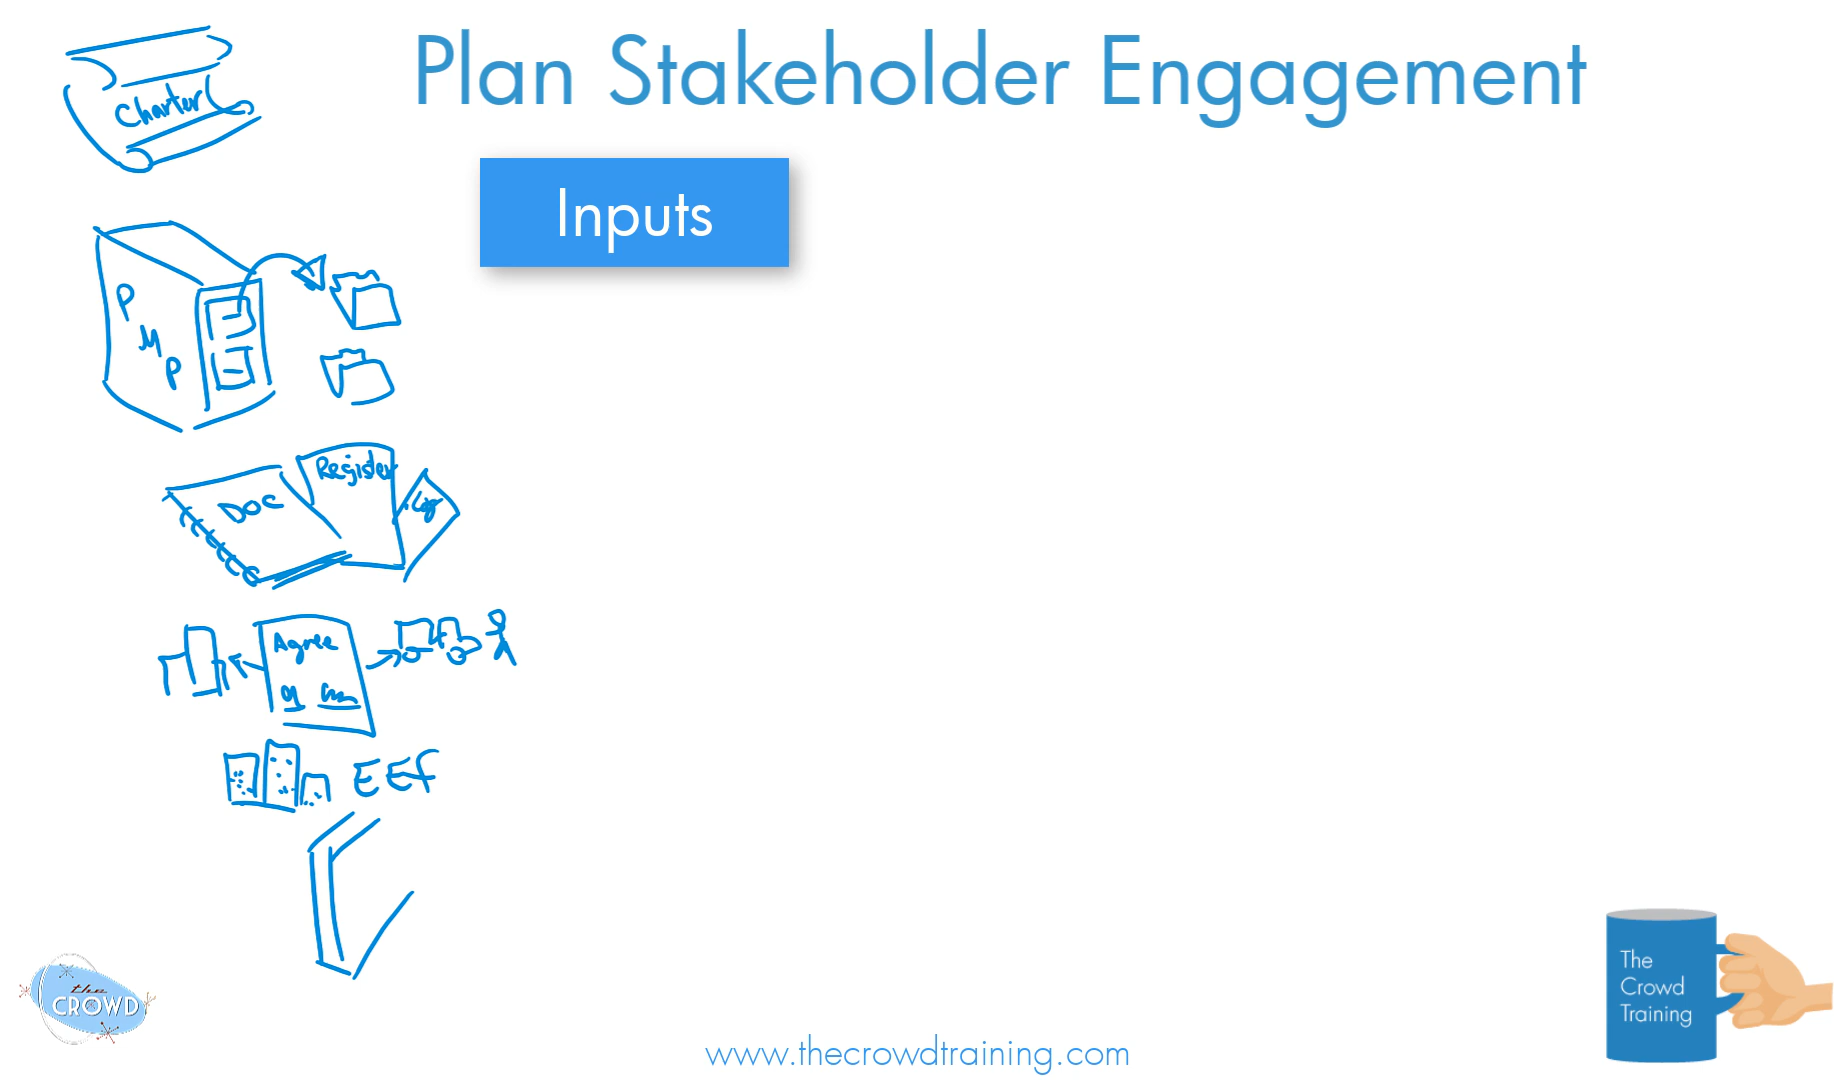 Plan Stakeholder Engagement
Charter
Inputs
P
M
P
DOC
Register
Log
Agree
EEF
the
CROWD
The
Crowd
Training
www.thecrowdtraining.com